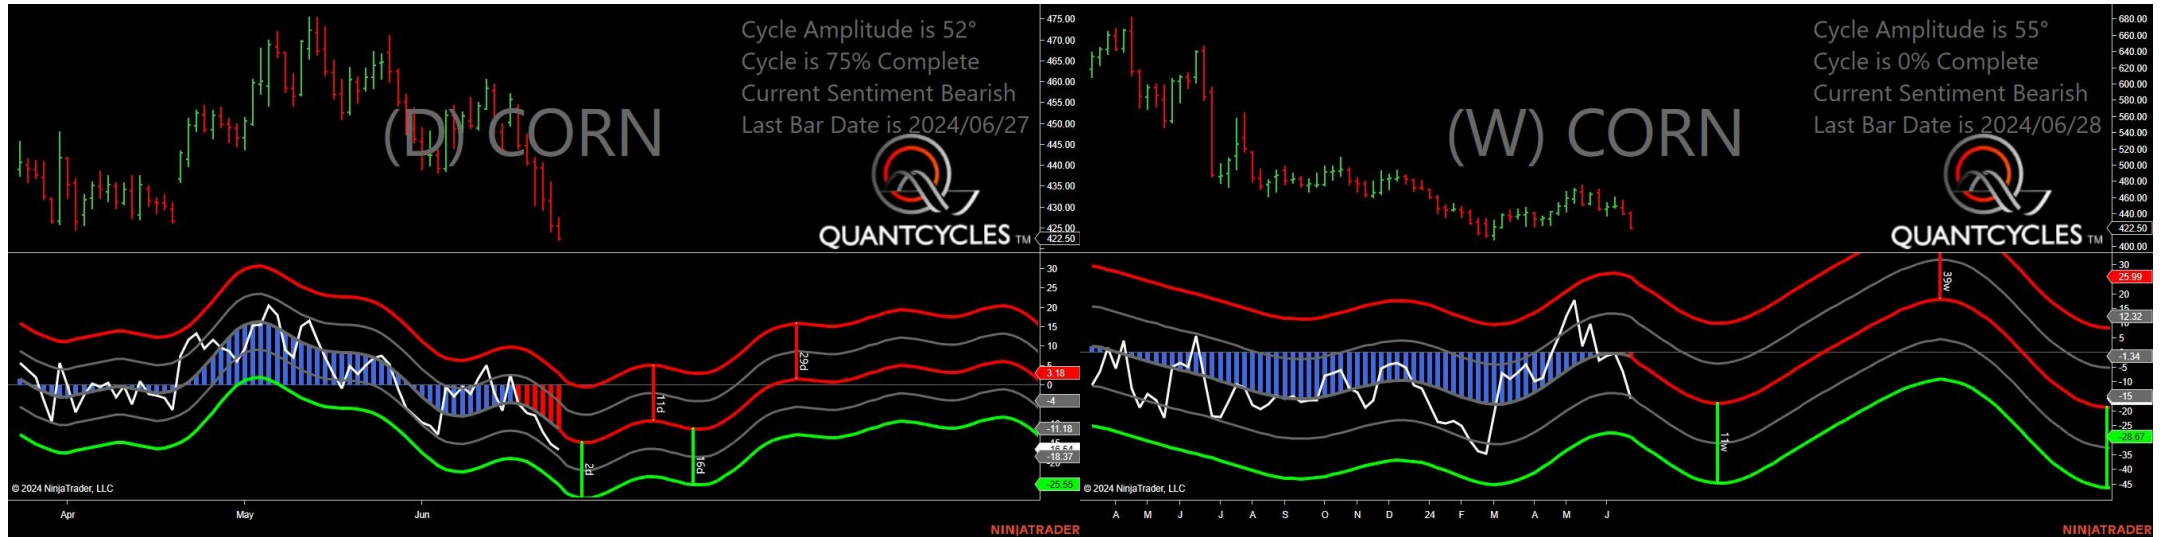 Cycle Amplitude is 52°
Cycle is 75% Complete
Current Sentiment Bearish
Last Bar Date is 2024/06/27
(D) CORN
QUANTCYCLES TM
475.00
470.00
465.00
460.00
455.00
450.00
445.00
440.00
435.00
430.00
425.00
422.50
30
25
20
15
10
5
3.18
0
-4
-11.18
-18.37
-25.55
2d
11d
16d
29d
© 2024 NinjaTrader, LLC
Apr May Jun
NINJATRADER
Cycle Amplitude is 55°
Cycle is 0% Complete
Current Sentiment Bearish
Last Bar Date is 2024/06/28
(W) CORN
QUANTCYCLES TM
680.00
660.00
640.00
620.00
600.00
580.00
560.00
540.00
520.00
500.00
480.00
460.00
440.00
422.50
400.00
30
25.99
20
12.32
-1.34
-5
-10
-15
-20
-25
-28.67
-35
-40
-45
11w
39w
© 2024 NinjaTrader, LLC
A M J J A S O N D 24 F M A M J
NINJATRADER